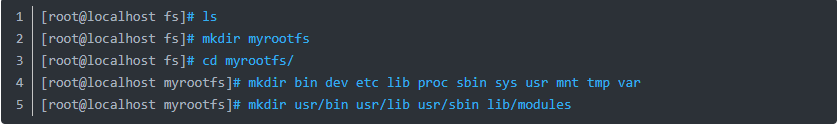 1 [root@localhost fs]# ls
2 [root@localhost fs]# mkdir myrootfs
3 [root@localhost fs]# cd myrootfs/
4 [root@localhost myrootfs]# mkdir bin dev etc lib proc sbin sys usr mnt tmp var
5 [root@localhost myrootfs]# mkdir usr/bin usr/lib usr/sbin lib/modules